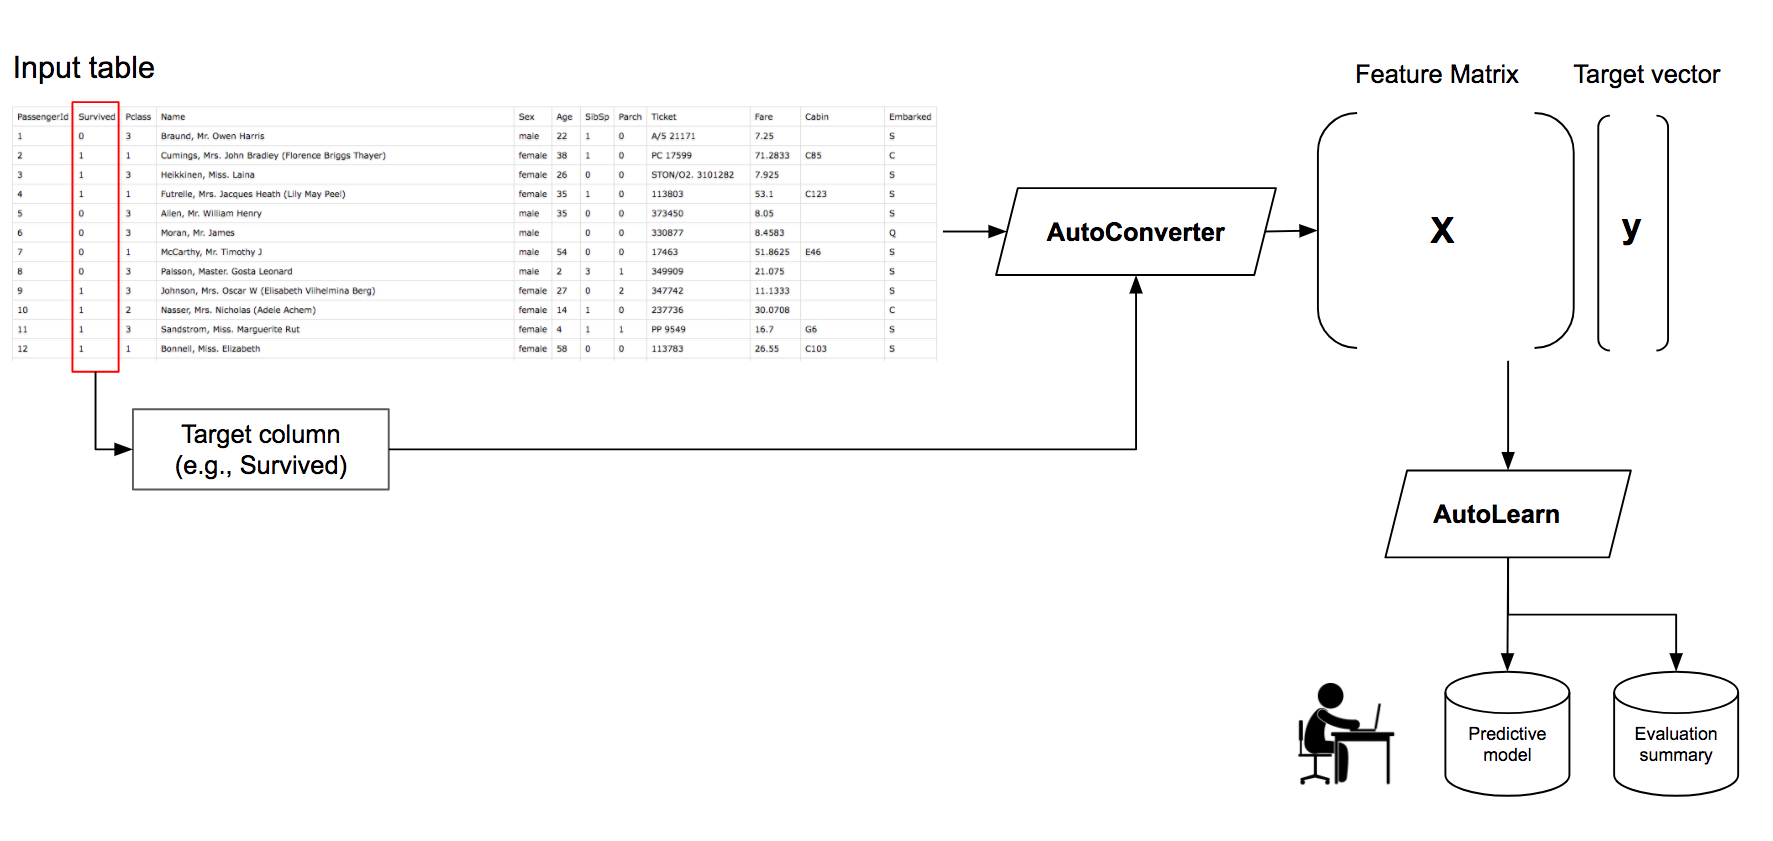 Input table
Feature Matrix Target vector
PassengerId Survived Pclass Name Sex Age SibSp Parch Ticket Fare Cabin Embarked
1 0 3 Braund, Mr. Owen Harris male 22 1 0 A/5 21171 7.25 S
2 1 1 Cumings, Mrs. John Bradley (Florence Briggs Thayer) female 38 1 0 PC 17599 71.2833 C85 C
3 1 3 Heikkinen, Miss. Laina female 26 0 0 STON/O2. 3101282 7.925 S
4 1 1 Futrelle, Mrs. Jacques Heath (Lily May Peel) female 35 1 0 113803 53.1 C123 S
5 0 3 Allen, Mr. William Henry male 35 0 0 373450 8.05 S
6 0 3 Moran, Mr. James male 0 0 330877 8.4583 Q
7 0 1 McCarthy, Mr. Timothy J male 54 0 0 17463 51.8625 E46 S
8 0 3 Palsson, Master. Gosta Leonard male 2 3 1 349909 21.075 S
9 1 3 Johnson, Mrs. Oscar W (Elisabeth Vilhelmina Berg) female 27 0 2 347742 11.1333 S
10 1 2 Nasser, Mrs. Nicholas (Adele Achem) female 14 1 0 237736 30.0708 C
11 1 3 Sandstrom, Miss. Marguerite Rut female 4 1 1 PP 9549 16.7 G6 S
12 1 1 Bonnell, Miss. Elizabeth female 58 0 0 113783 26.55 C103 S
AutoConverter
X
y
Target column
(e.g., Survived)
AutoLearn
Predictive
model
Evaluation
summary